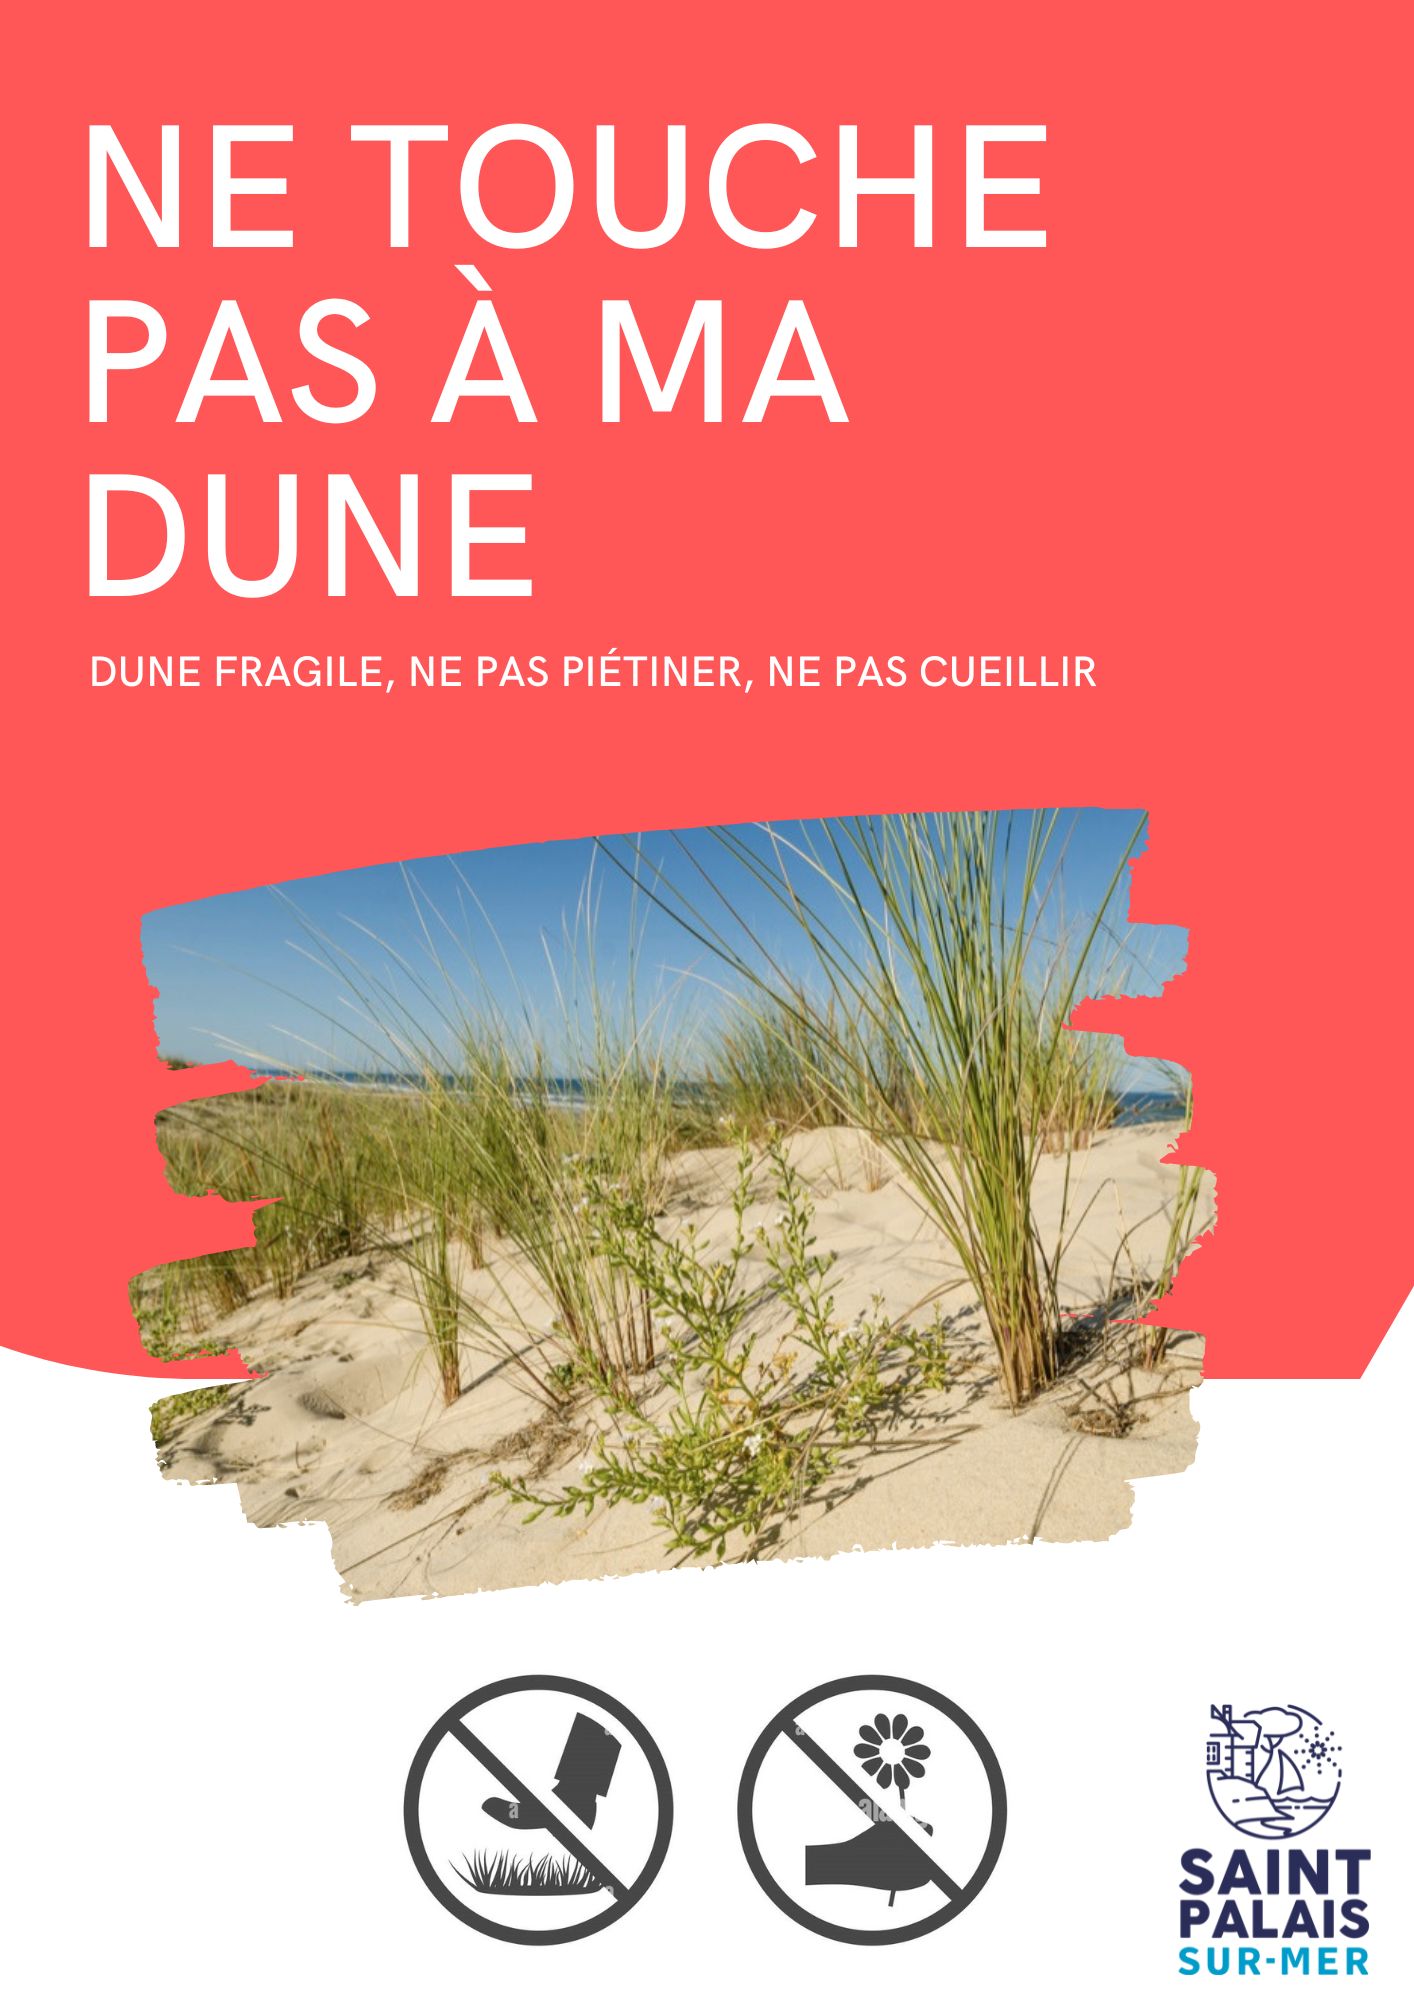 NE TOUCHE
PAS À MA
DUNE
DUNE FRAGILE, NE PAS PIÉTINER, NE PAS CUEILLIR
SAINT
PALAIS
SUR-MER